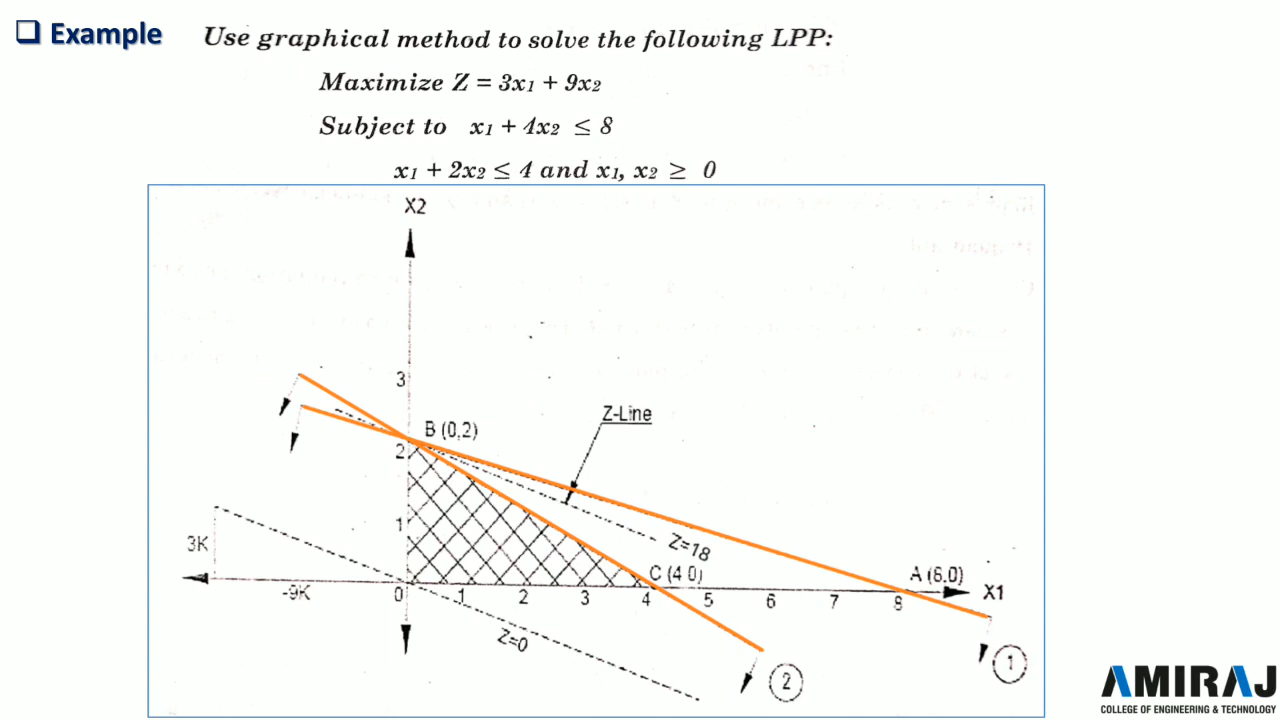 ❑ Example Use graphical method to solve the following LPP:
Maximize Z = 3x1 + 9x2
Subject to x1 + 4x2 ≤ 8
x1 + 2x2 ≤ 4 and x1, x2 ≥ 0
X2
3
Z-Line
B (0,2)
2
1
3K
Z=18
C (4 0)
A (6,0)
-9K
0
1
2
3
4
5
6
7
8
X1
Z=0
1
2
AMIRAJ
COLLEGE OF ENGINEERING & TECHNOLOGY